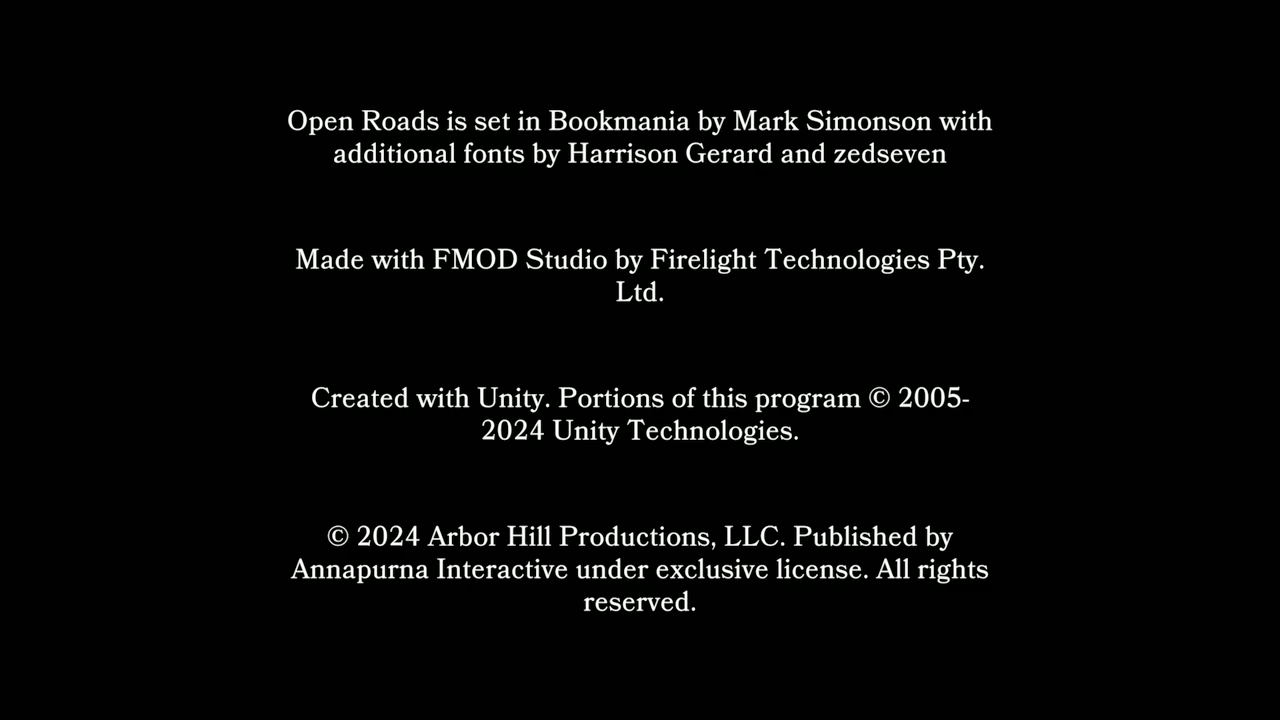 Open Roads is set in Bookmania by Mark Simonson with
additional fonts by Harrison Gerard and zedseven
Made with FMOD Studio by Firelight Technologies Pty.
Ltd.
Created with Unity. Portions of this program © 2005-
2024 Unity Technologies.
© 2024 Arbor Hill Productions, LLC. Published by
Annapurna Interactive under exclusive license. All rights
reserved.